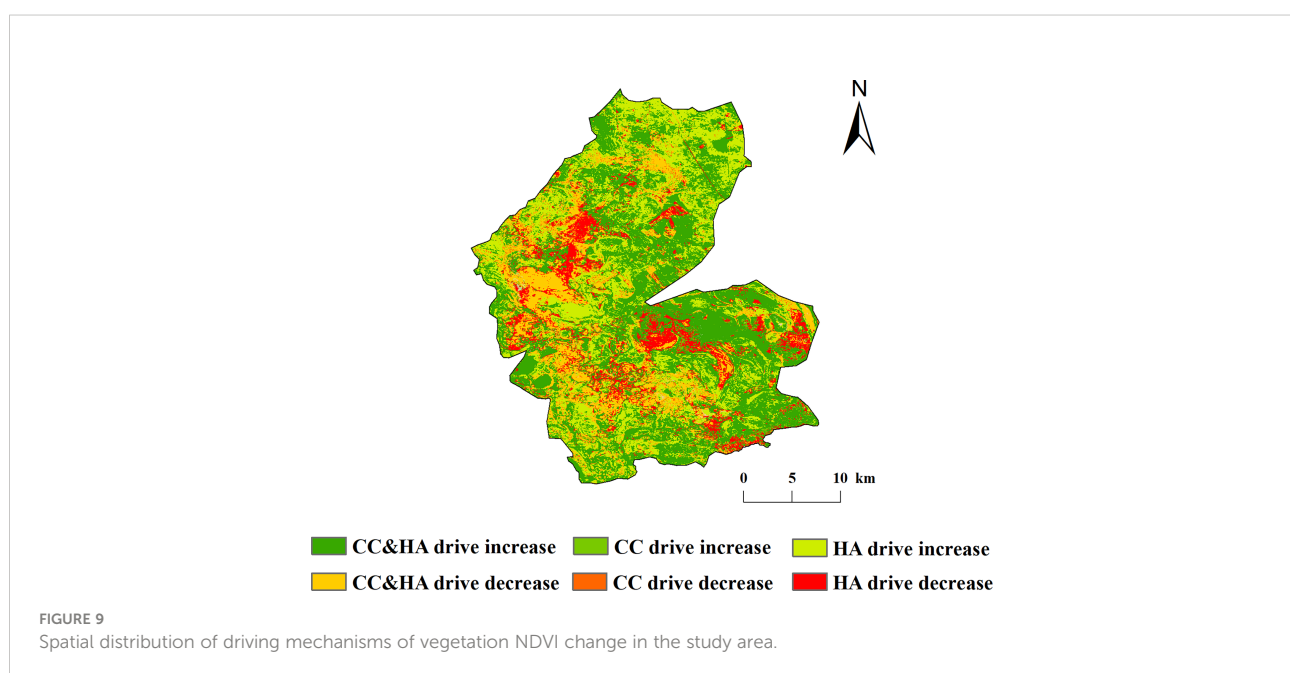 N
0 5 10 km
CC&HA drive increase CC drive increase HA drive increase
CC&HA drive decrease CC drive decrease HA drive decrease
FIGURE 9
Spatial distribution of driving mechanisms of vegetation NDVI change in the study area.